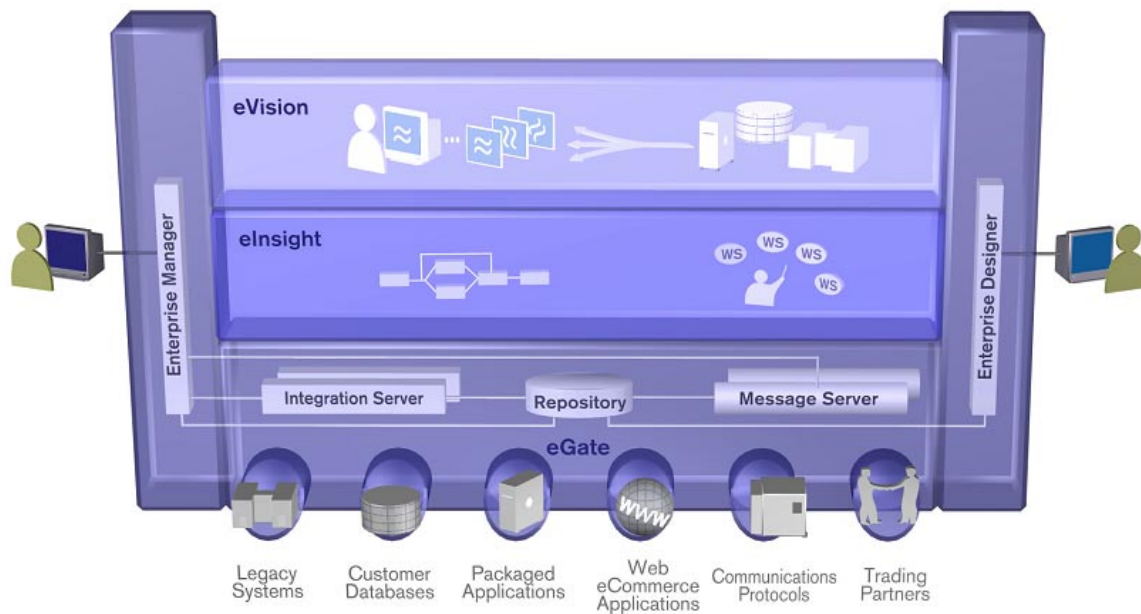 eVision
eInsight
WS
WS
WS
WS
Enterprise Manager
Enterprise Designer
Integration Server
Repository
Message Server
eGate
WWW
Legacy
Systems
Customer
Databases
Packaged
Applications
Web
eCommerce
Applications
Communications
Protocols
Trading
Partners